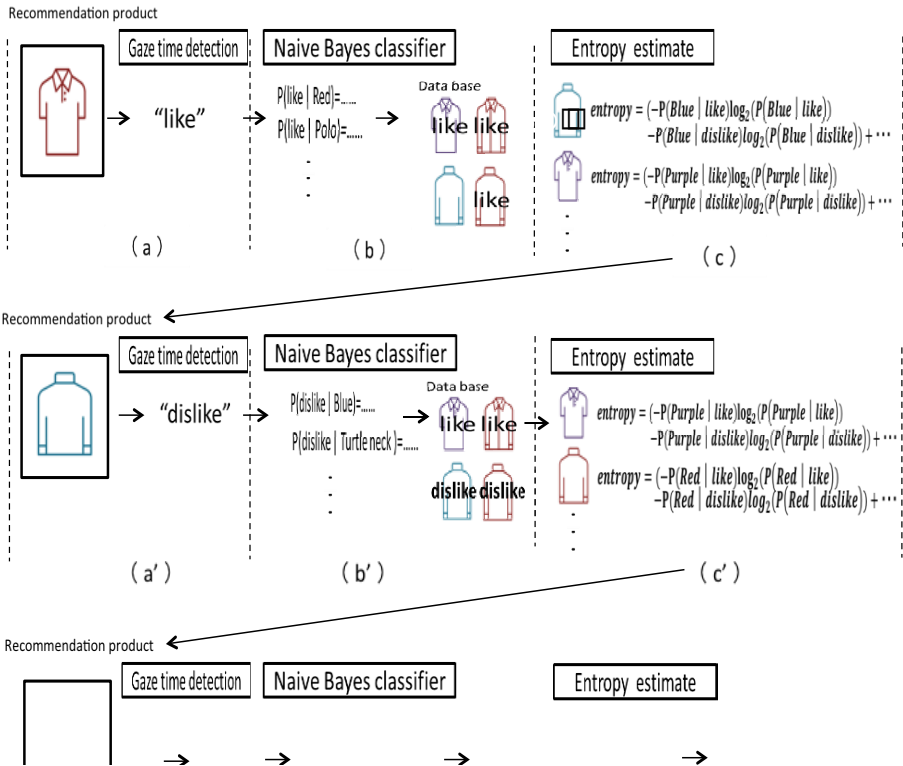 Recommendation product
Gaze time detection
Naive Bayes classifier
Entropy estimate
“like”
P(like | Red)=......
P(like | Polo)=......
Data base
like like
like
entropy = (−P(Blue | like)log₂(P(Blue | like))
−P(Blue | dislike)log₂(P(Blue | dislike)) + ⋯
entropy = (−P(Purple | like)log₂(P(Purple | like))
−P(Purple | dislike)log₂(P(Purple | dislike)) + ⋯
( a )
( b )
( c )
Recommendation product
Gaze time detection
Naive Bayes classifier
Entropy estimate
“dislike”
P(dislike | Blue)=......
P(dislike | Turtle neck )=......
Data base
like like
dislike dislike
entropy = (−P(Purple | like)log₂(P(Purple | like))
−P(Purple | dislike)log₂(P(Purple | dislike)) + ⋯
entropy = (−P(Red | like)log₂(P(Red | like))
−P(Red | dislike)log₂(P(Red | dislike)) + ⋯
( a’ )
( b’ )
( c’ )
Recommendation product
Gaze time detection
Naive Bayes classifier
Entropy estimate